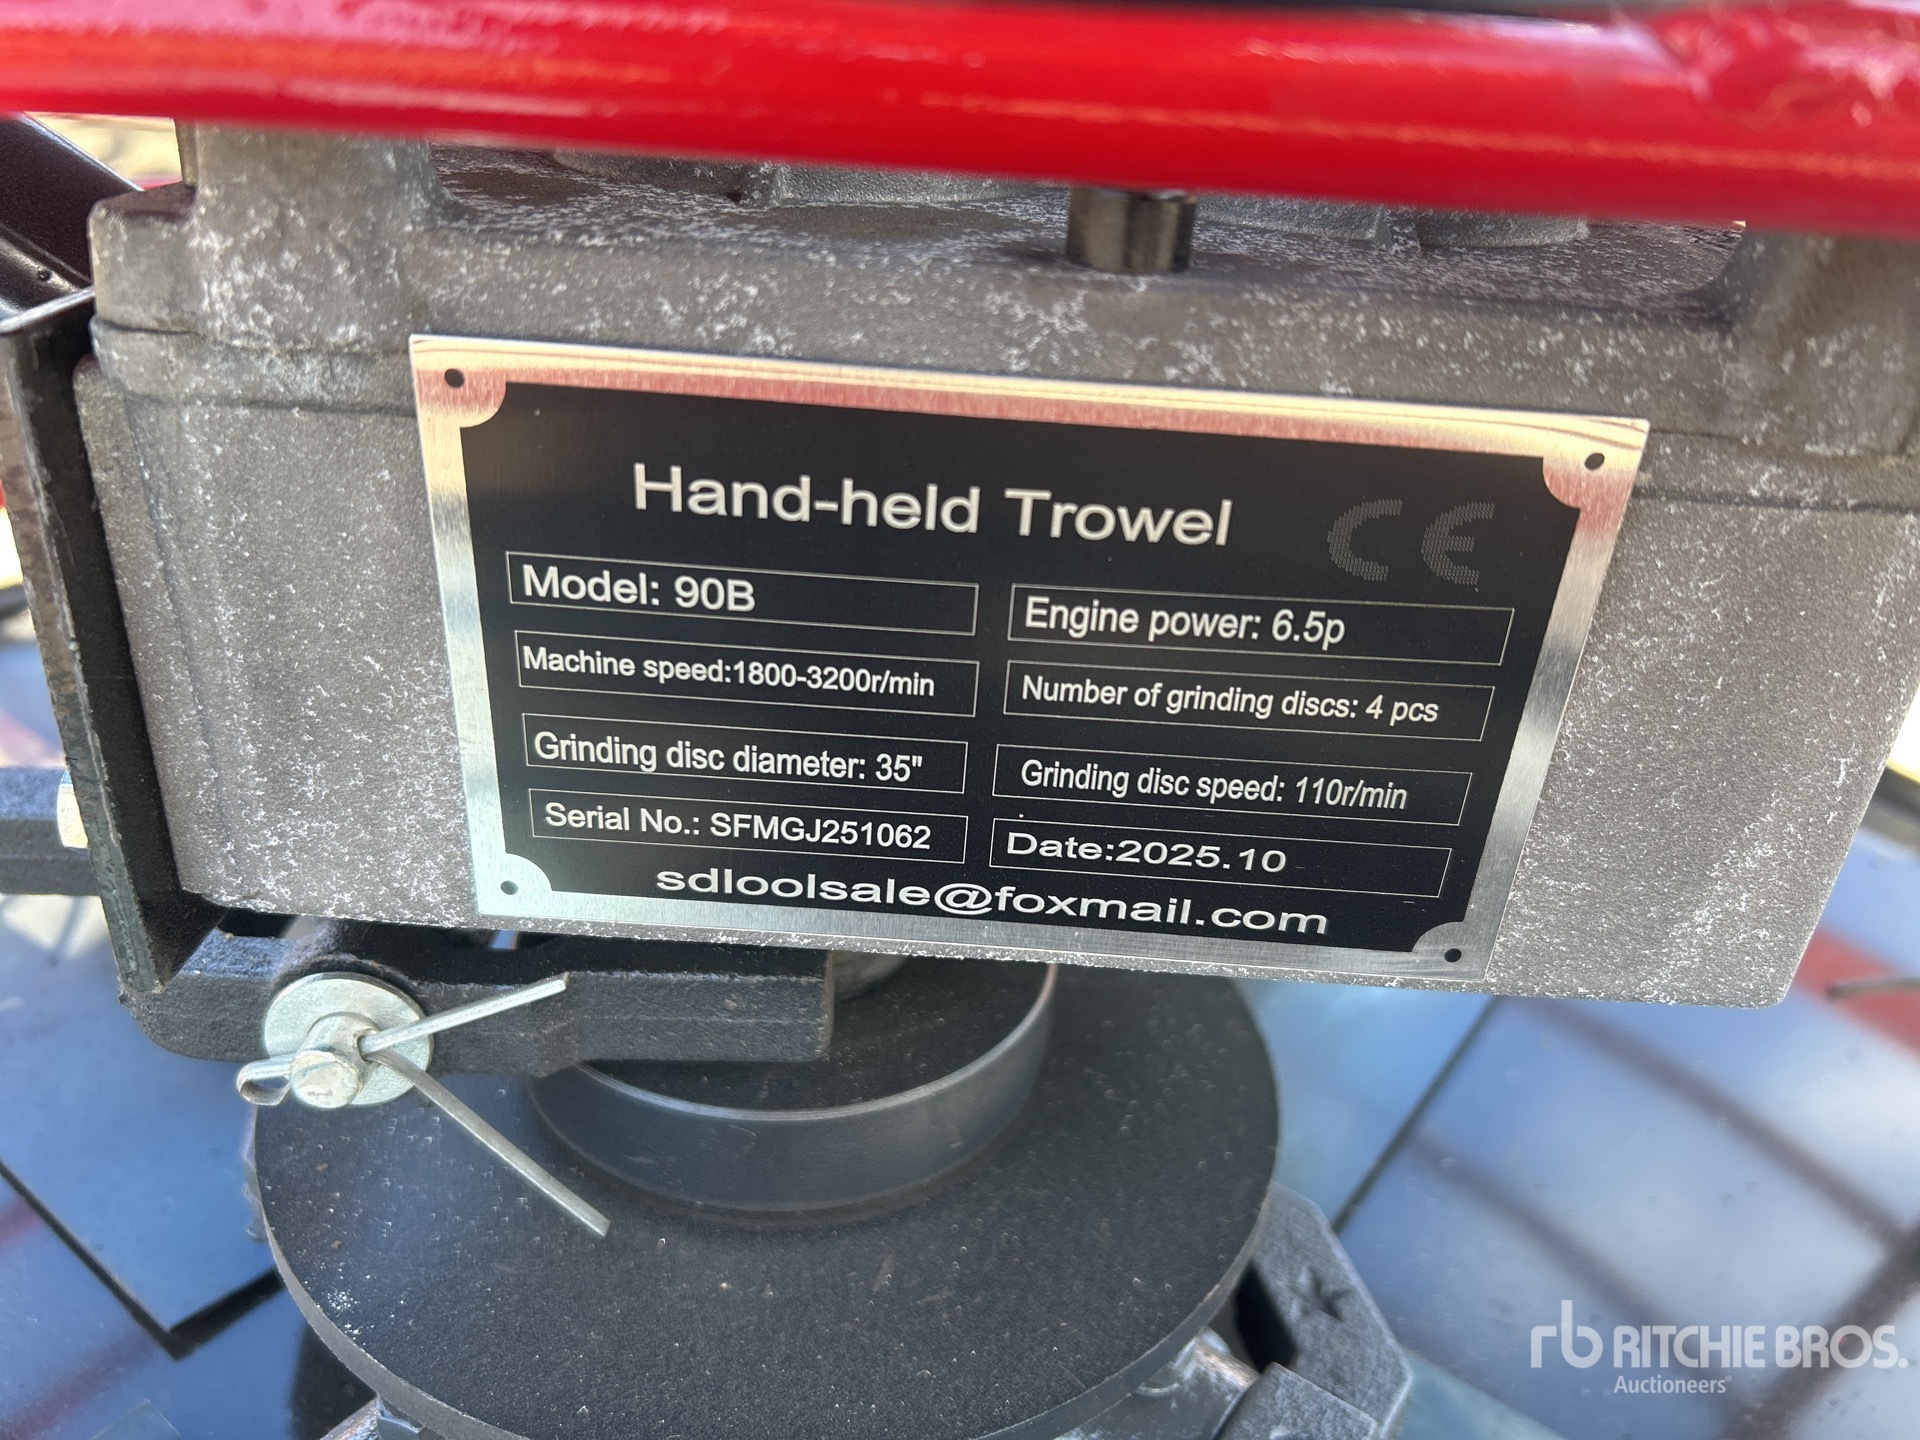 Hand-held Trowel CE
Model: 90B
Engine power: 6.5p
Machine speed:1800-3200r/min
Number of grinding discs: 4 pcs
Grinding disc diameter: 35"
Grinding disc speed: 110r/min
Serial No.: SFMGJ251062
Date:2025.10
sdloolsale@foxmail.com
rb RITCHIE BROS.
Auctioneers